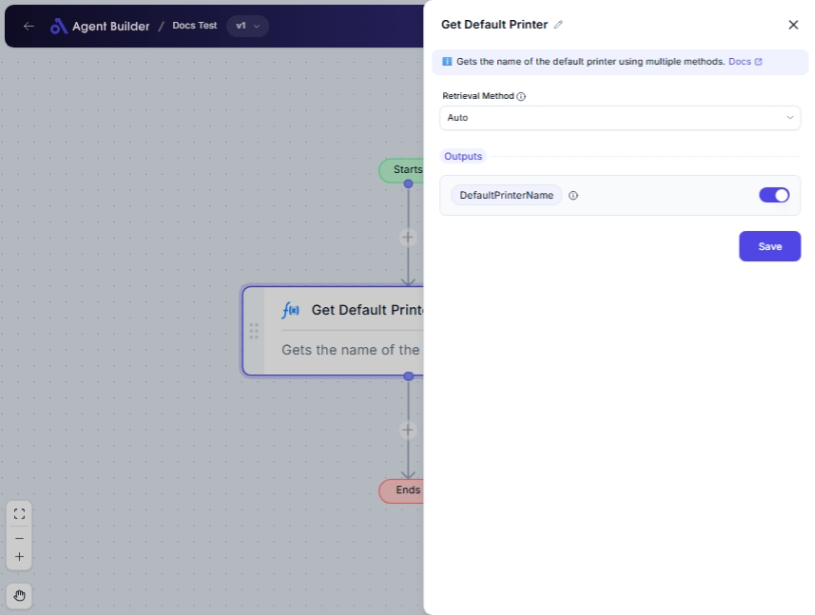 Agent Builder / Docs Test v1
Get Default Printer
Gets the name of the default printer using multiple methods. Docs
Retrieval Method
Auto
Outputs
DefaultPrinterName
Save
Starts
Get Default Print
Gets the name of the
Ends